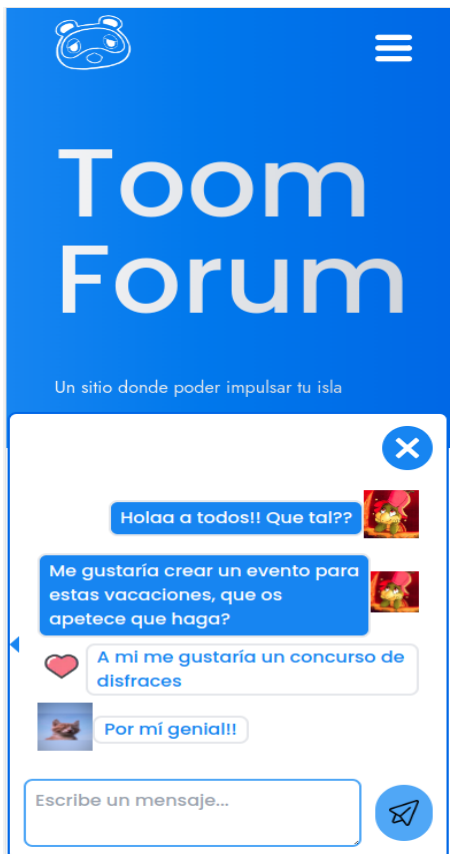 Toom
Forum
Un sitio donde poder impulsar tu isla
Holaa a todos!! Que tal??
Me gustaría crear un evento para
estas vacaciones, que os
apetece que haga?
A mi me gustaría un concurso de
disfraces
Por mí genial!!
Escribe un mensaje...